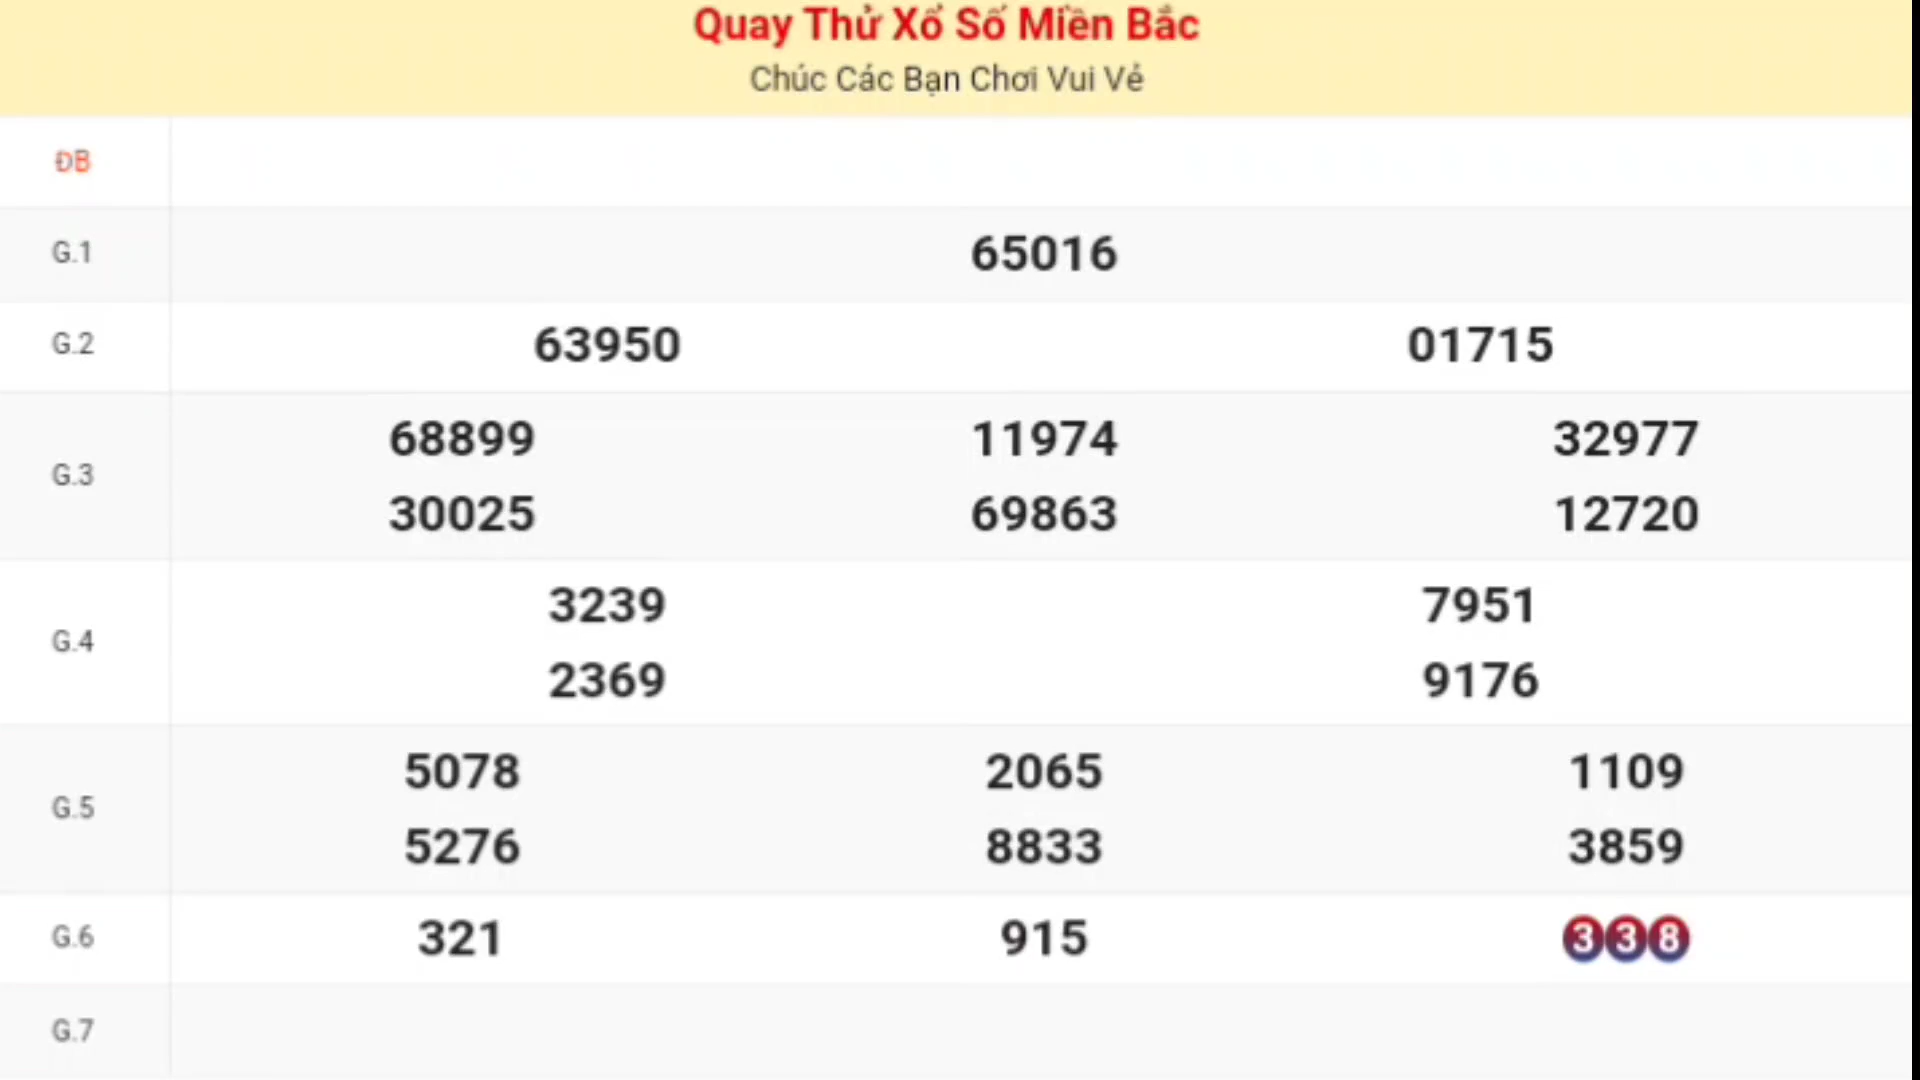 Quay Thử Xổ Số Miền Bắc
Chúc Các Bạn Chơi Vui Vẻ
ĐB
G.1 65016
G.2 63950 01715
G.3 68899 11974 32977
30025 69863 12720
G.4 3239 7951
2369 9176
G.5 5078 2065 1109
5276 8833 3859
G.6 321 915 338
G.7